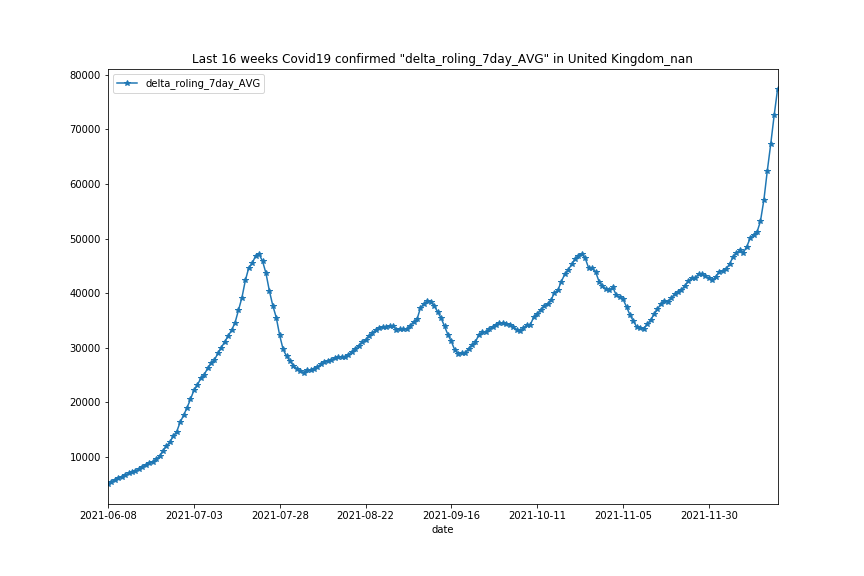 Last 16 weeks Covid19 confirmed "delta_roling_7day_AVG" in United Kingdom_nan
delta_roling_7day_AVG
80000
70000
60000
50000
40000
30000
20000
10000
2021-06-08 2021-07-03 2021-07-28 2021-08-22 2021-09-16 2021-10-11 2021-11-05 2021-11-30
date